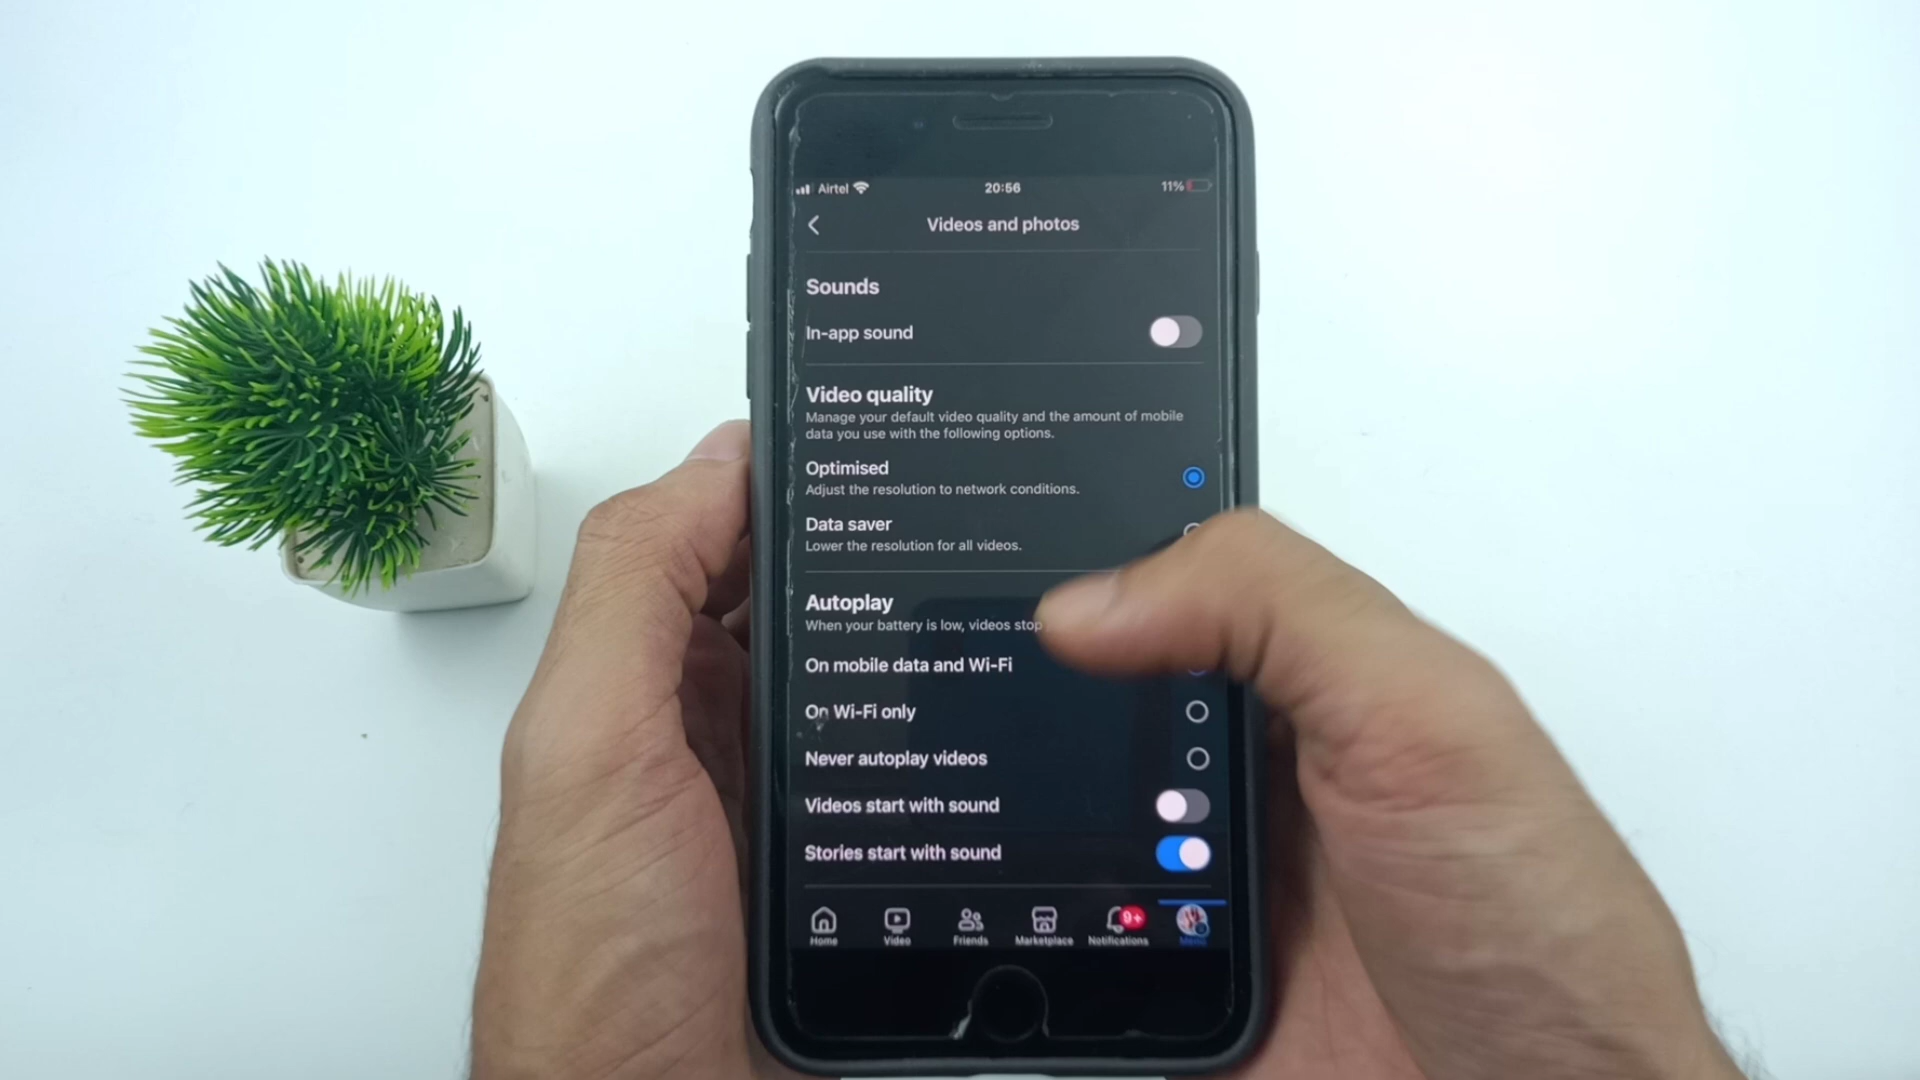 Airtel 20:56 11%
Videos and photos
Sounds
In-app sound
Video quality
Manage your default video quality and the amount of mobile
data you use with the following options.
Optimised
Adjust the resolution to network conditions.
Data saver
Lower the resolution for all videos.
Autoplay
When your battery is low, videos stop
On mobile data and Wi-Fi
On Wi-Fi only
Never autoplay videos
Videos start with sound
Stories start with sound
9+
Home Video Friends Marketplace Notifications Menu